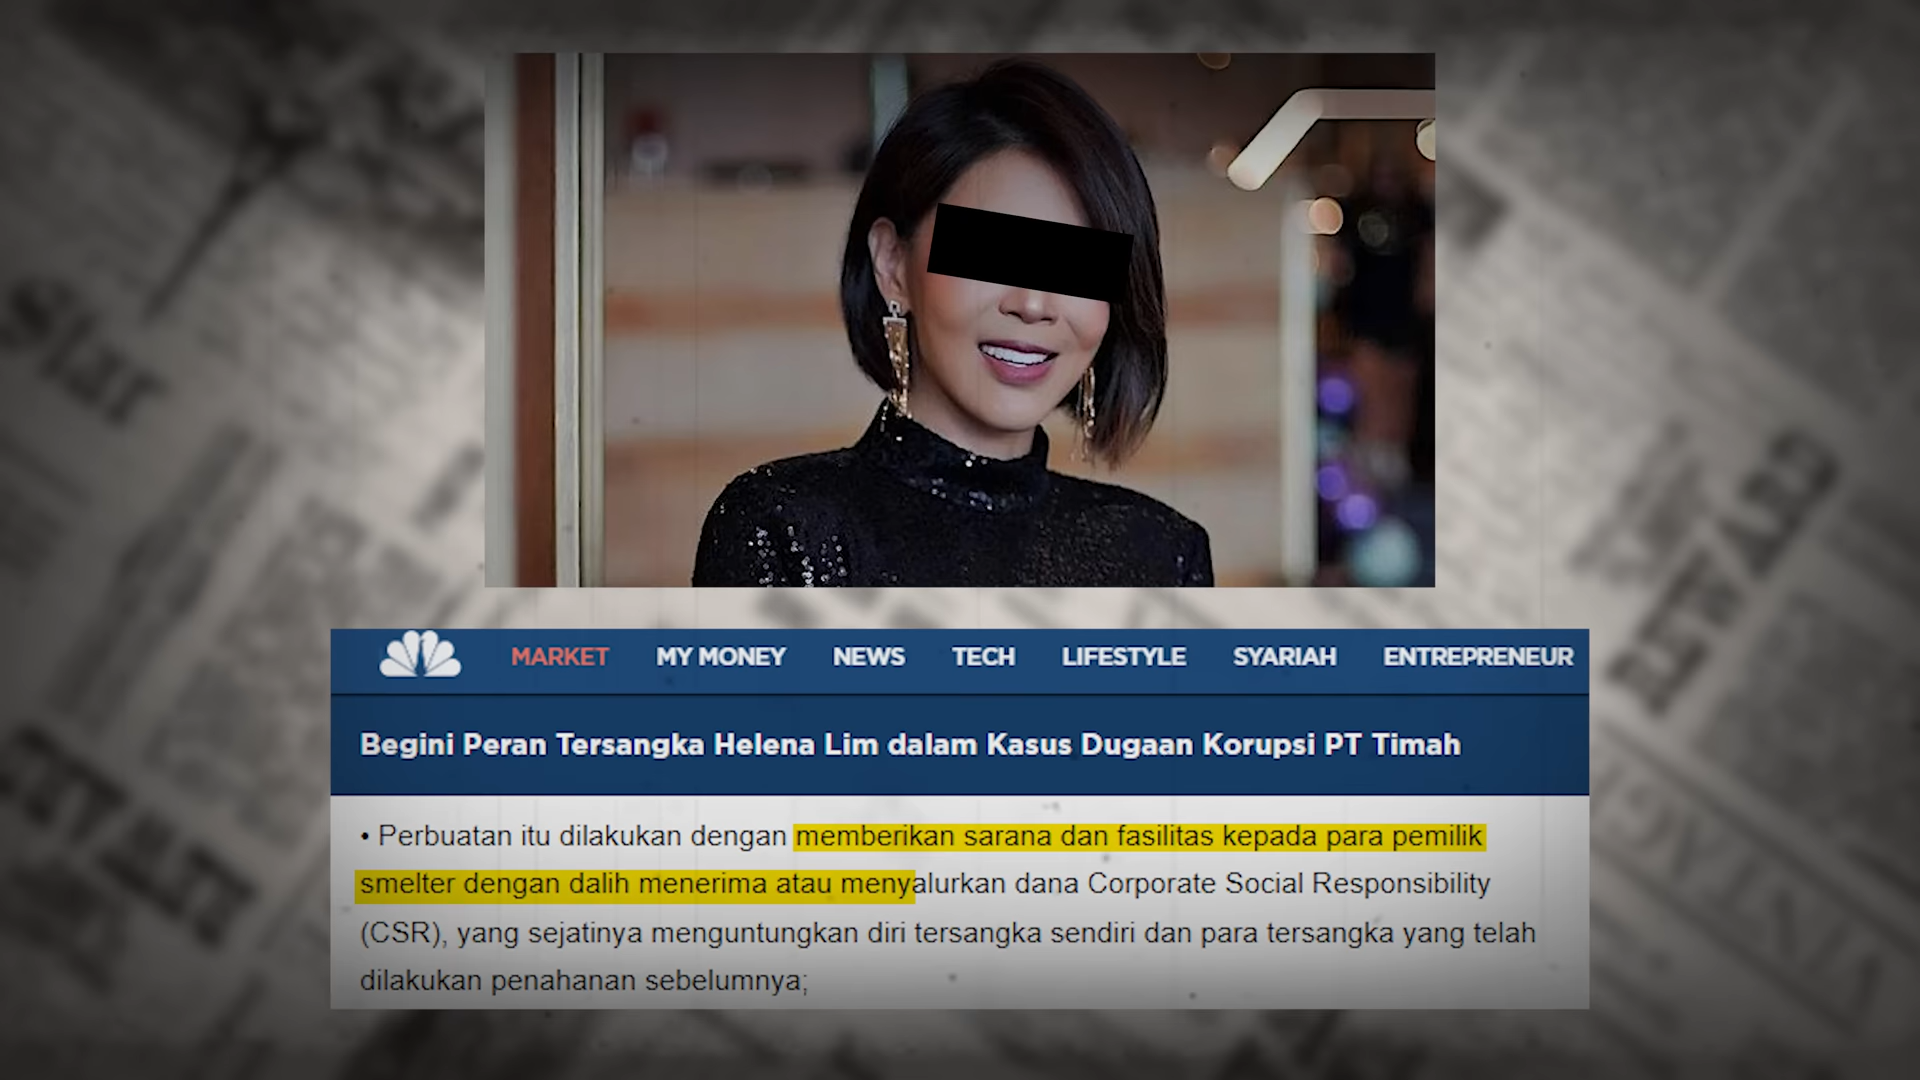 MARKET MY MONEY NEWS TECH LIFESTYLE SYARIAH ENTREPRENEUR
Begini Peran Tersangka Helena Lim dalam Kasus Dugaan Korupsi PT Timah
• Perbuatan itu dilakukan dengan memberikan sarana dan fasilitas kepada para pemilik
smelter dengan dalih menerima atau menyalurkan dana Corporate Social Responsibility
(CSR), yang sejatinya menguntungkan diri tersangka sendiri dan para tersangka yang telah
dilakukan penahanan sebelumnya;